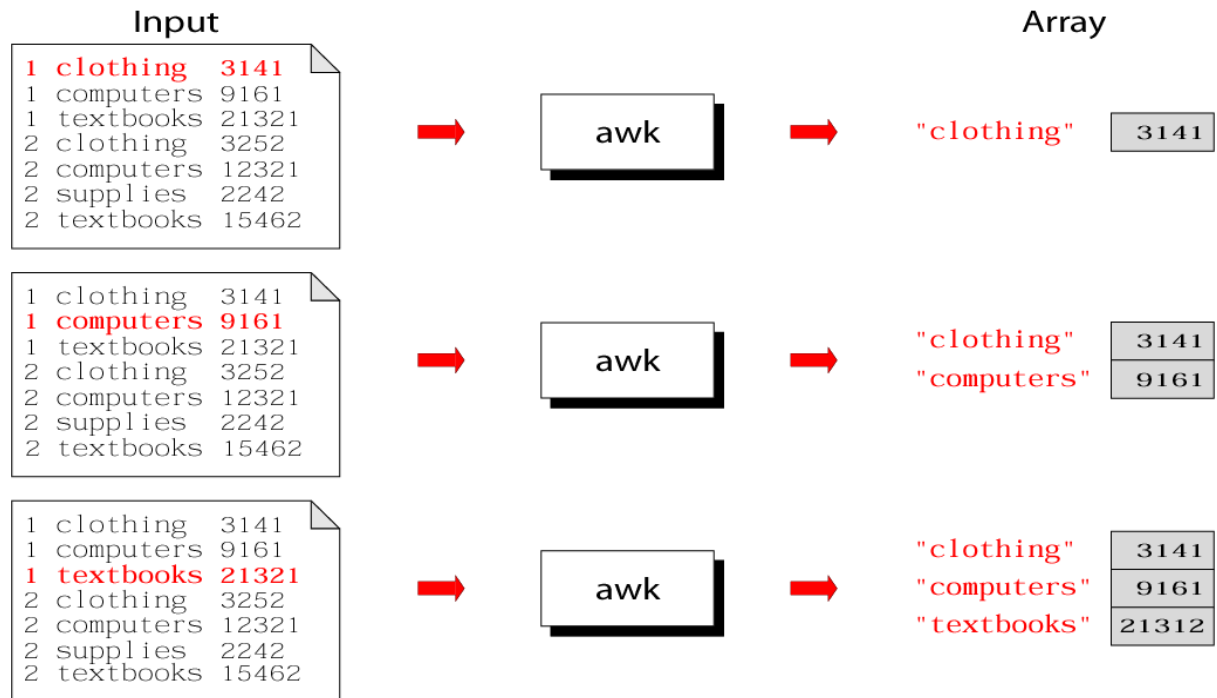 Input
Array
1 clothing 3141
1 computers 9161
1 textbooks 21321
2 clothing 3252
2 computers 12321
2 supplies 2242
2 textbooks 15462
awk
"clothing" 3141
1 clothing 3141
1 computers 9161
1 textbooks 21321
2 clothing 3252
2 computers 12321
2 supplies 2242
2 textbooks 15462
awk
"clothing" 3141
"computers" 9161
1 clothing 3141
1 computers 9161
1 textbooks 21321
2 clothing 3252
2 computers 12321
2 supplies 2242
2 textbooks 15462
awk
"clothing" 3141
"computers" 9161
"textbooks" 21312